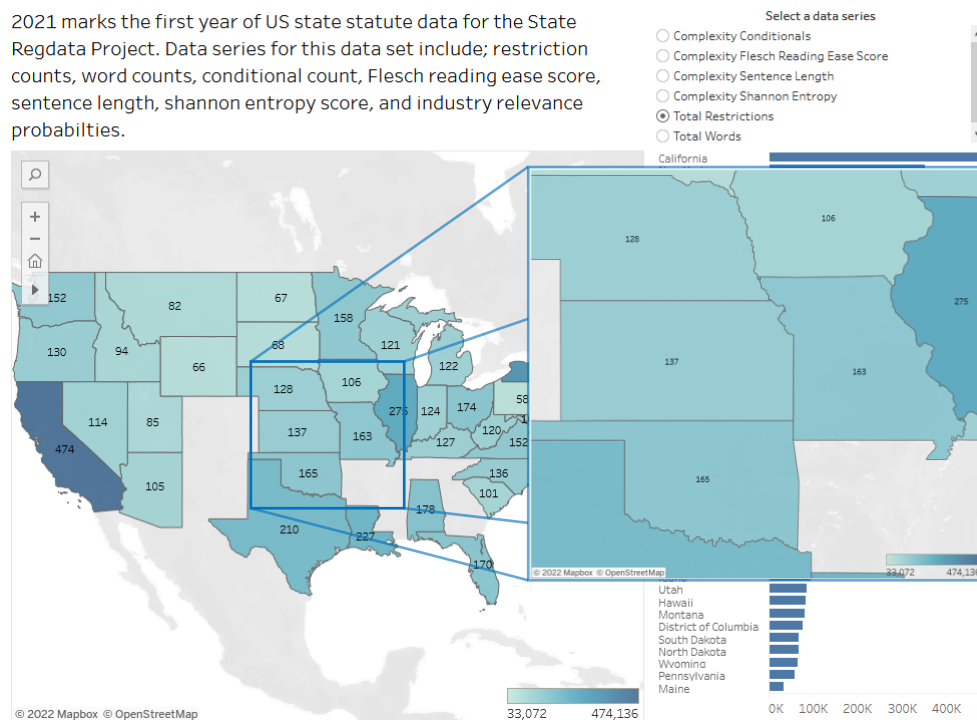 2021 marks the first year of US state statute data for the State
Regdata Project. Data series for this data set include; restriction
counts, word counts, conditional count, Flesch reading ease score,
sentence length, shannon entropy score, and industry relevance
probabilties.
Select a data series
Complexity Conditionals
Complexity Flesch Reading Ease Score
Complexity Sentence Length
Complexity Shannon Entropy
Total Restrictions
Total Words
California
152
82
67
158
130
94
66
68
121
122
128
106
275
124
174
58
474
114
85
137
163
127
120
152
105
165
136
101
210
227
178
170
128
106
275
137
163
165
© 2022 Mapbox © OpenStreetMap
33,072
Utah
Hawaii
Montana
District of Columbia
South Dakota
North Dakota
Wyoming
Pennsylvania
Maine
0K 100K 200K 300K 400K
33,072 474,136
© 2022 Mapbox © OpenStreetMap